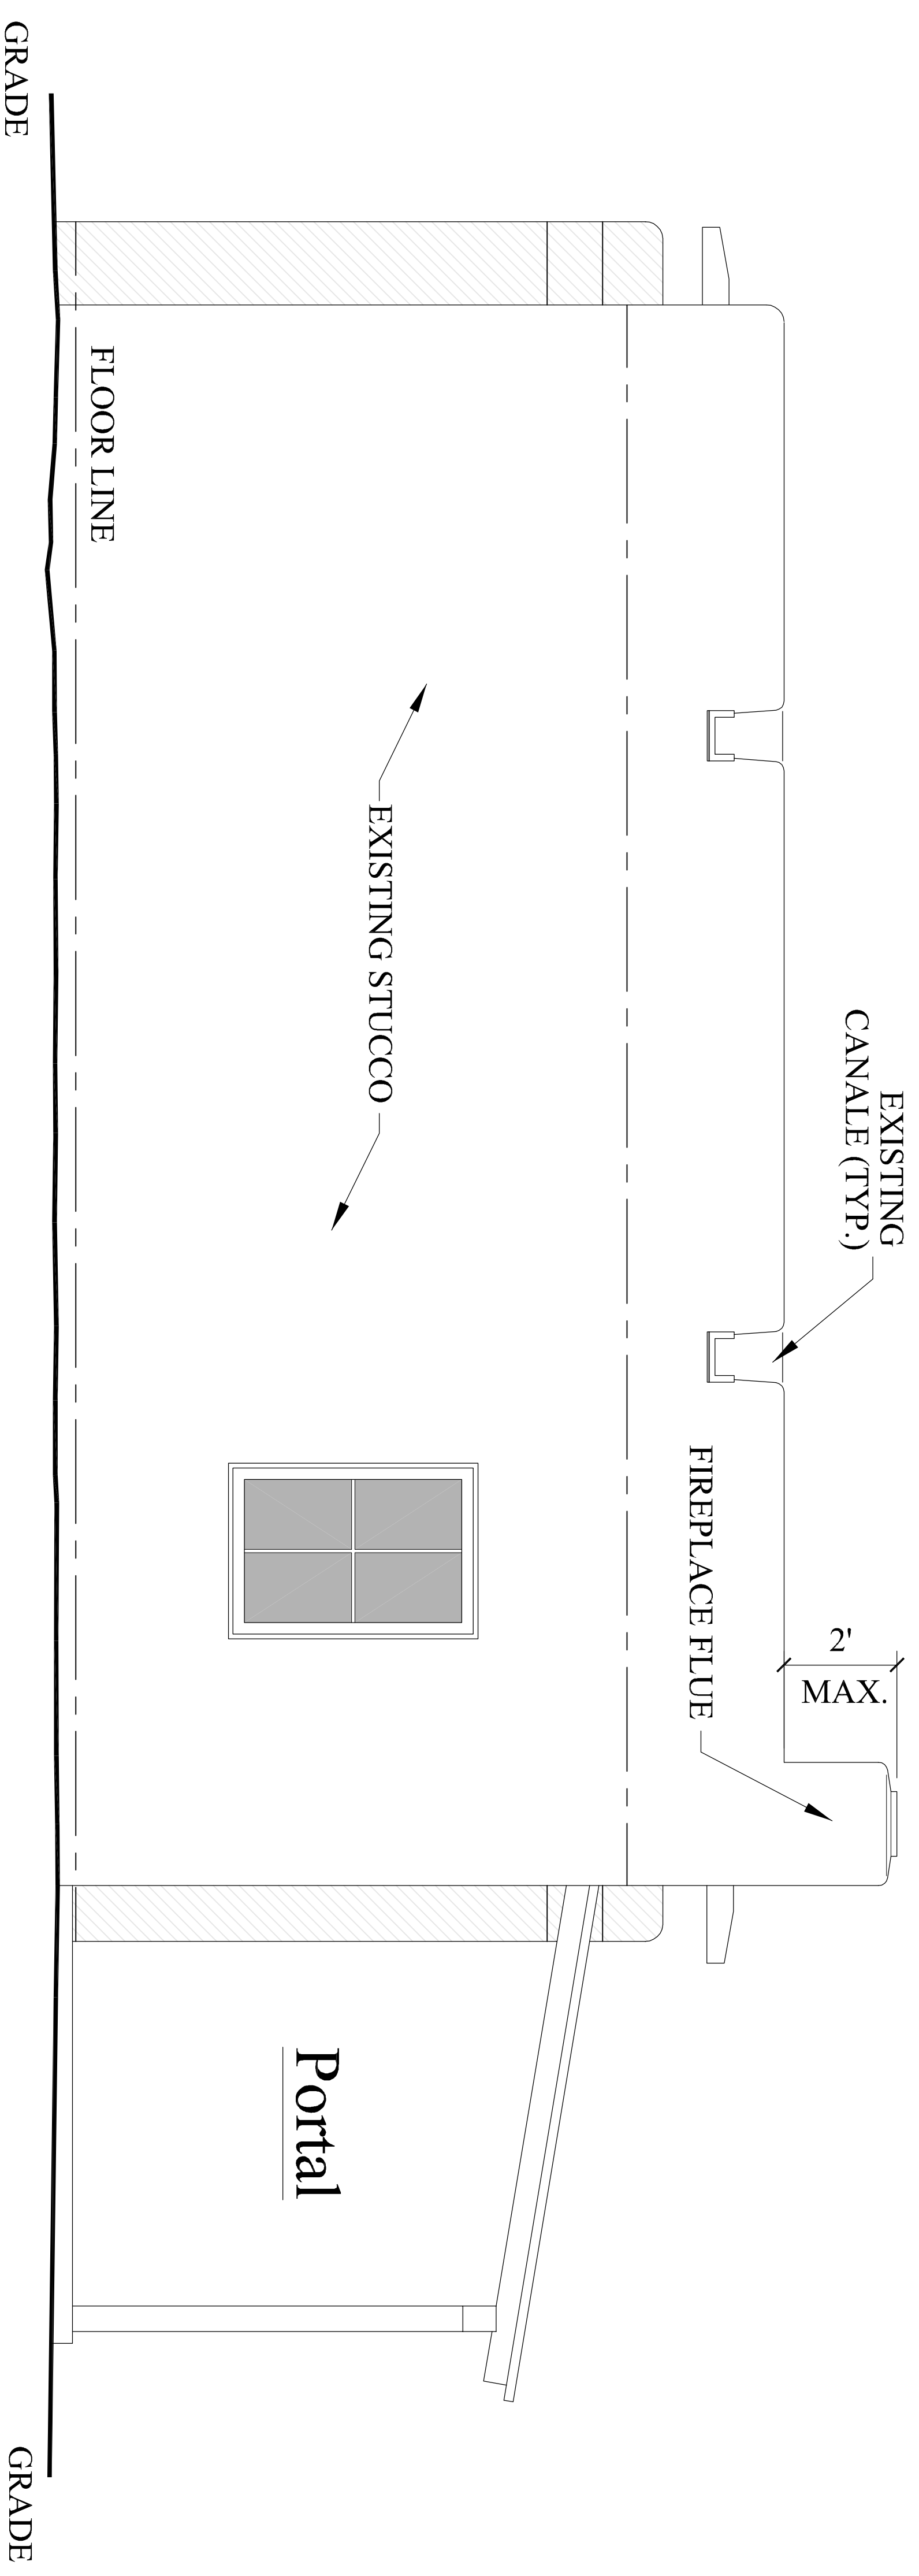 EXISTING
CANALE (TYP.)
2'
MAX.
FIREPLACE FLUE
EXISTING STUCCO
Portal
FLOOR LINE
GRADE
GRADE